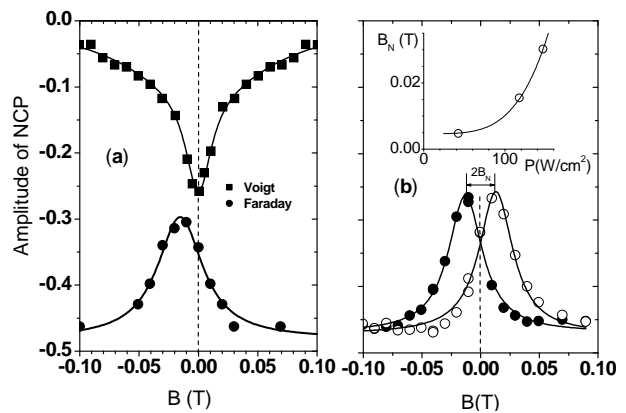 Amplitude of NCP
0.0
-0.1
-0.2
-0.3
-0.4
-0.5
(a)
Voigt
Faraday
-0.10 -0.05 0.00 0.05 0.10
B (T)
B_N (T)
0.02
0.00
100
P(W/cm²)
(b)
2B_N
-0.10 -0.05 0.00 0.05 0.10
B(T)